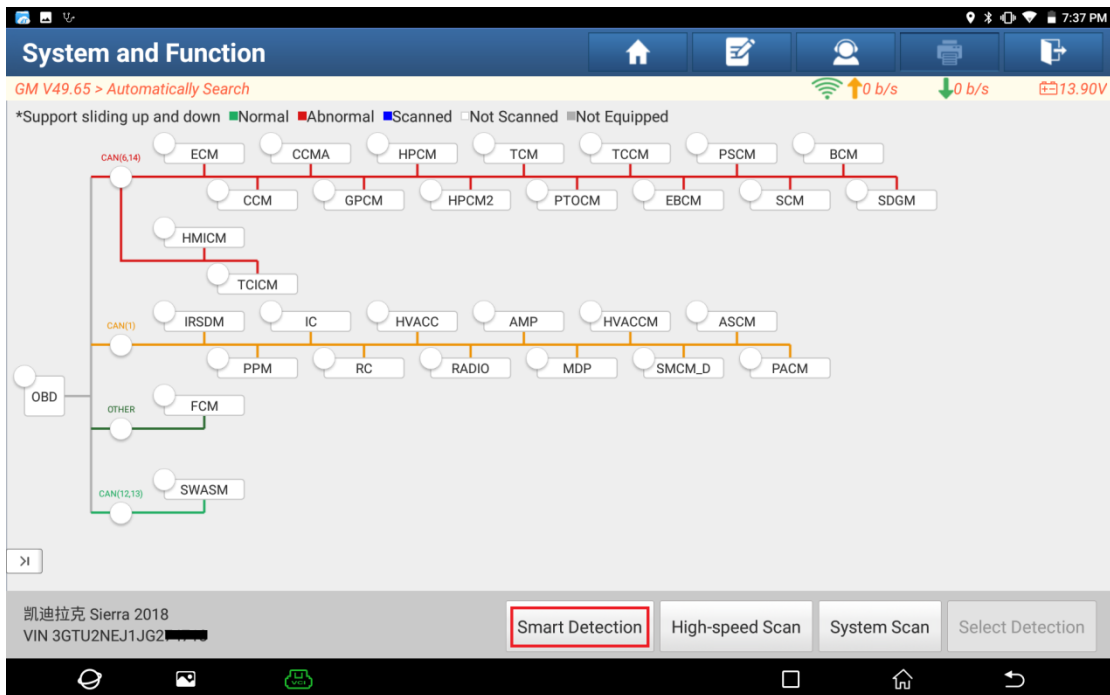 7:37 PM
System and Function
GM V49.65 > Automatically Search
0 b/s
0 b/s
13.90V
*Support sliding up and down Normal Abnormal Scanned Not Scanned Not Equipped
CAN(6,14)
ECM CCMA HPCM TCM TCCM PSCM BCM
CCM GPCM HPCM2 PTOCM EBCM SCM SDGM
HMICM
TCICM
CAN(1)
IRSDM IC HVACC AMP HVACCM ASCM
PPM RC RADIO MDP SMCM_D PACM
OBD
OTHER
FCM
CAN(12,13)
SWASM
凯迪拉克 Sierra 2018
VIN 3GTU2NEJ1JG2
Smart Detection
High-speed Scan
System Scan
Select Detection
VCI